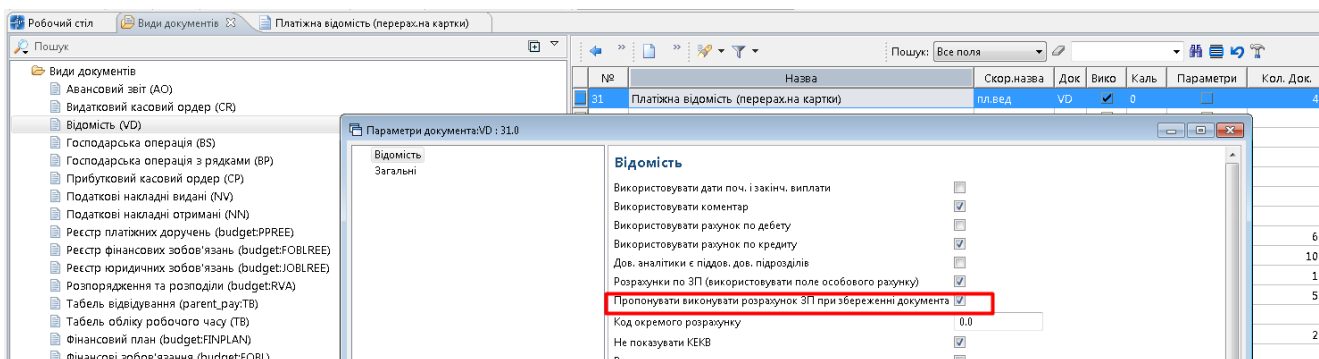 Робочий стіл
Види документів
Платіжна відомість (перерах.на картки)
Пошук
»
»
Пошук:
Все поля
Види документів
Авансовий звіт (АО)
Видатковий касовий ордер (CR)
Відомість (VD)
Господарська операція (BS)
Господарська операція з рядками (BP)
Прибутковий касовий ордер (CP)
Податкові накладні видані (NV)
Податкові накладні отримані (NN)
Реєстр платіжних доручень (budget:PPREE)
Реєстр фінансових зобов'язань (budget:FOBLREE)
Реєстр юридичних зобов'язань (budget:JOBLREE)
Розпорядження та розподіли (budget:RVA)
Табель відвідування (parent_pay:TB)
Табель обліку робочого часу (TB)
Фінансовий план (budget:FINPLAN)
Фінансові зобов'язання (budget:FOBL)
№ Назва Скор.назва Док Вико Каль Параметри Кол. Док.
31 Платіжна відомість (перерах.на картки) пл.вед VD 0 4
Параметри документа:VD : 31.0
Відомість
Загальні
Відомість
Використовувати дати поч. і закінч. виплати
Використовувати коментар
Використовувати рахунок по дебету
Використовувати рахунок по кредиту
Дов. аналітики є піддов. дов. підрозділів
Розрахунки по ЗП (використовувати поле особового рахунку)
Пропонувати виконувати розрахунок ЗП при збереженні документа
Код окремого розрахунку 0.0
Не показувати КЕКВ
6
10
1
5
2